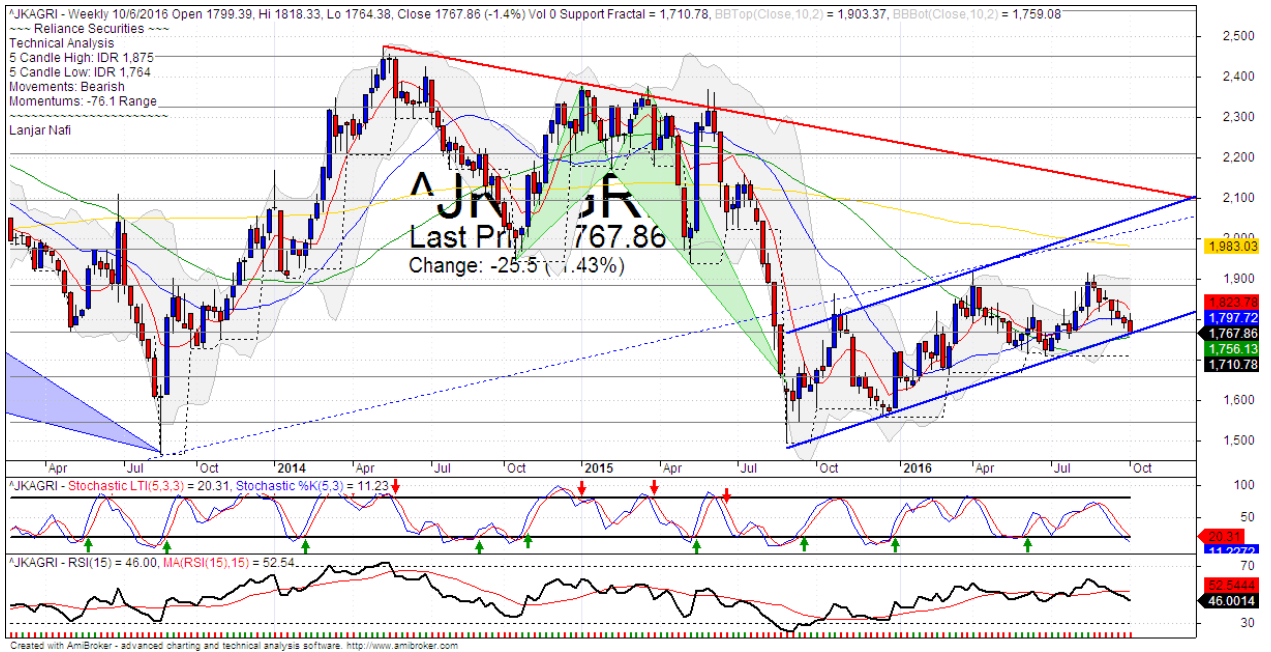 ^JKAGRI - Weekly 10/6/2016 Open 1799.39, Hi 1818.33, Lo 1764.38, Close 1767.86 (-1.4%) Vol 0 Support Fractal = 1,710.78, BBTop(Close,10,2) = 1,903.37, BBBot(Close,10,2) = 1,759.08
~~~ Reliance Securities ~~~
Technical Analysis
5 Candle High: IDR 1,875
5 Candle Low: IDR 1,764
Movements: Bearish
Momentums: -76.1 Range
~~~~~~~~~~~~~~~~~~~~~~
Lanjar Nafi
2,500
2,400
2,300
2,200
2,100
2,000
1,983.03
1,900
1,823.78
1,797.72
1,767.86
1,756.13
1,710.78
1,600
1,500
Change: -25.5
Apr Jul Oct 2014 Apr Jul Oct 2015 Apr Jul Oct 2016 Apr Jul Oct
^JKAGRI - Stochastic LTI(5,3,3) = 20.31, Stochastic %K(5,3) = 11.23
100
50
20.31
11.2272
^JKAGRI - RSI(15) = 46.00, MA(RSI(15),15) = 52.54
70
52.5444
46.0014
30
Created with AmiBroker - advanced charting and technical analysis software. http://www.amibroker.com